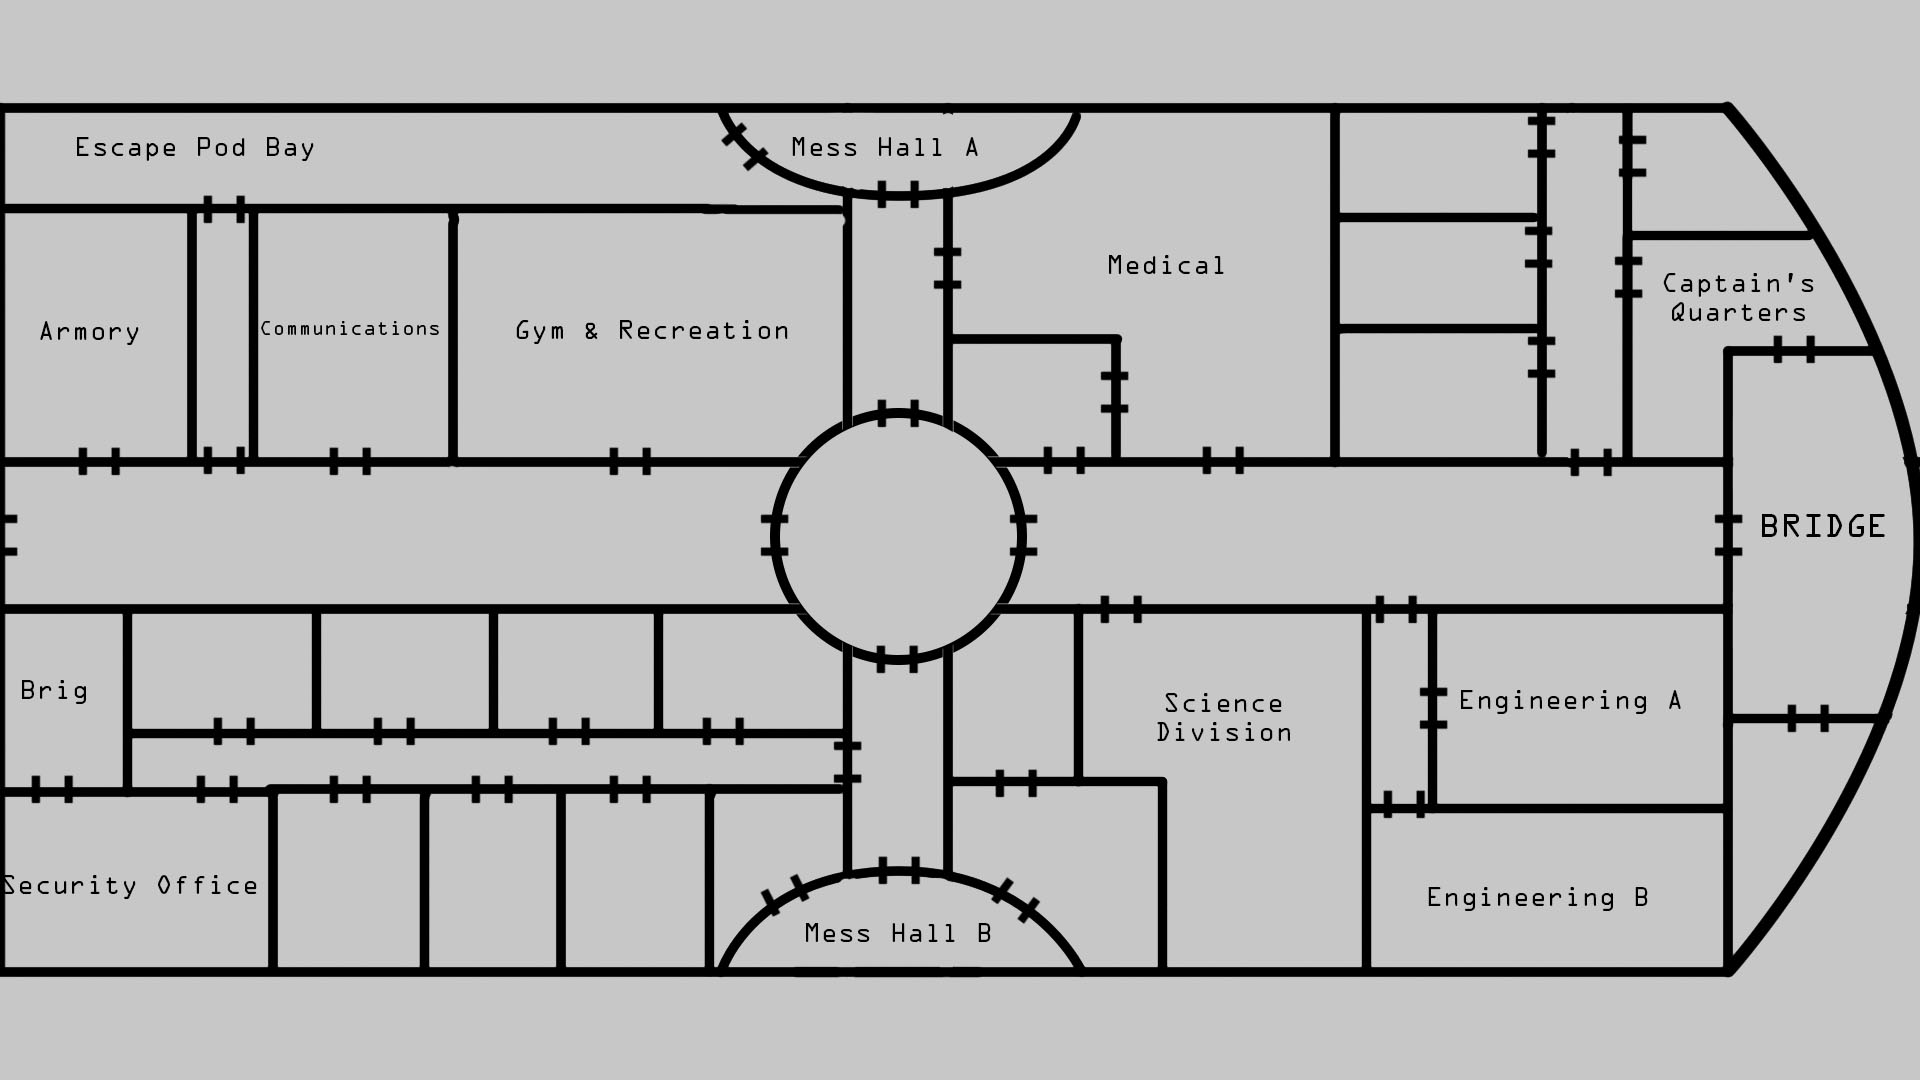 Escape Pod Bay
Mess Hall A
Medical
Captain's
Quarters
Armory
Communications
Gym & Recreation
BRIDGE
Brig
Science
Division
Engineering A
Security Office
Mess Hall B
Engineering B